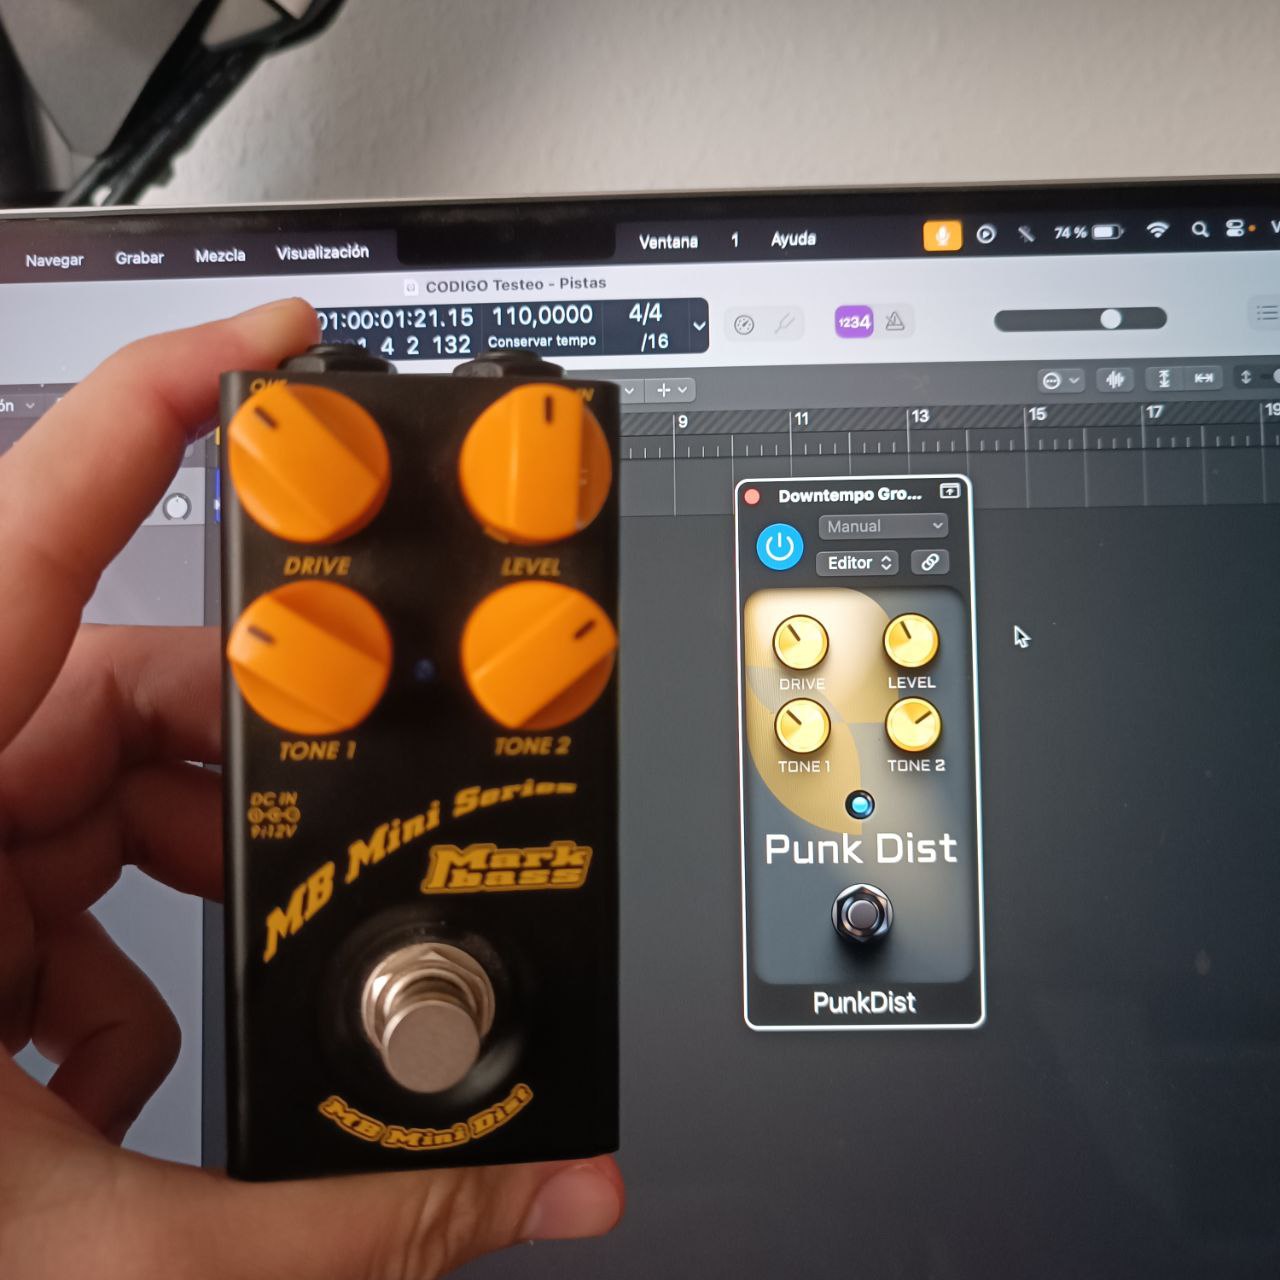 Navegar Grabar Mezcla Visualización Ventana 1 Ayuda 74 %
CODIGO Testeo - Pistas
01:00:01:21.15 110,0000 4/4
1 4 2 132 Conservar tempo /16
1234
9 11 13 15 17 19
OUT IN
DRIVE LEVEL
TONE 1 TONE 2
DC IN
9÷12V
MB Mini Series
Mark
bass
MB Mini Dist
Downtempo Gro...
Manual
Editor
DRIVE LEVEL
TONE 1 TONE 2
Punk Dist
PunkDist